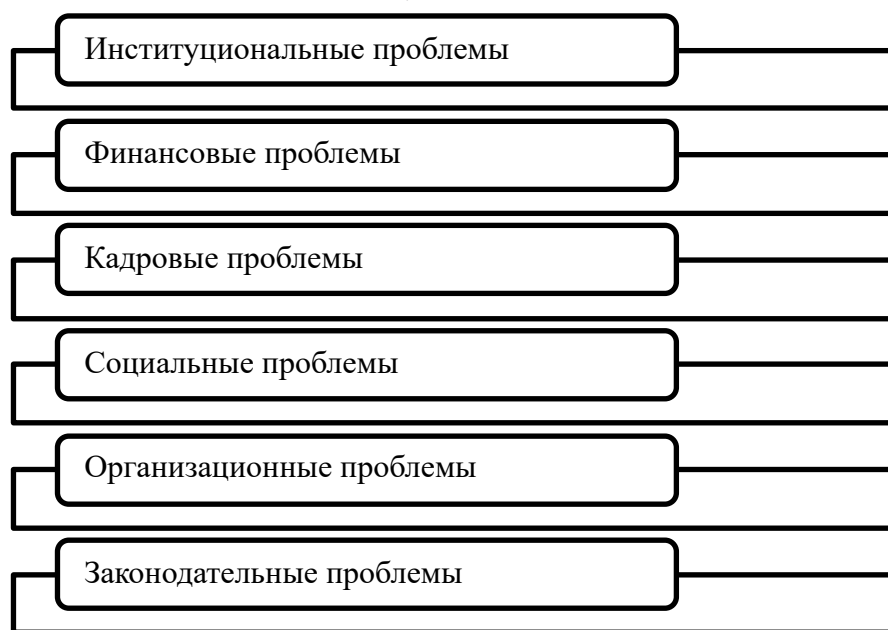 Институциональные проблемы
Финансовые проблемы
Кадровые проблемы
Социальные проблемы
Организационные проблемы
Законодательные проблемы